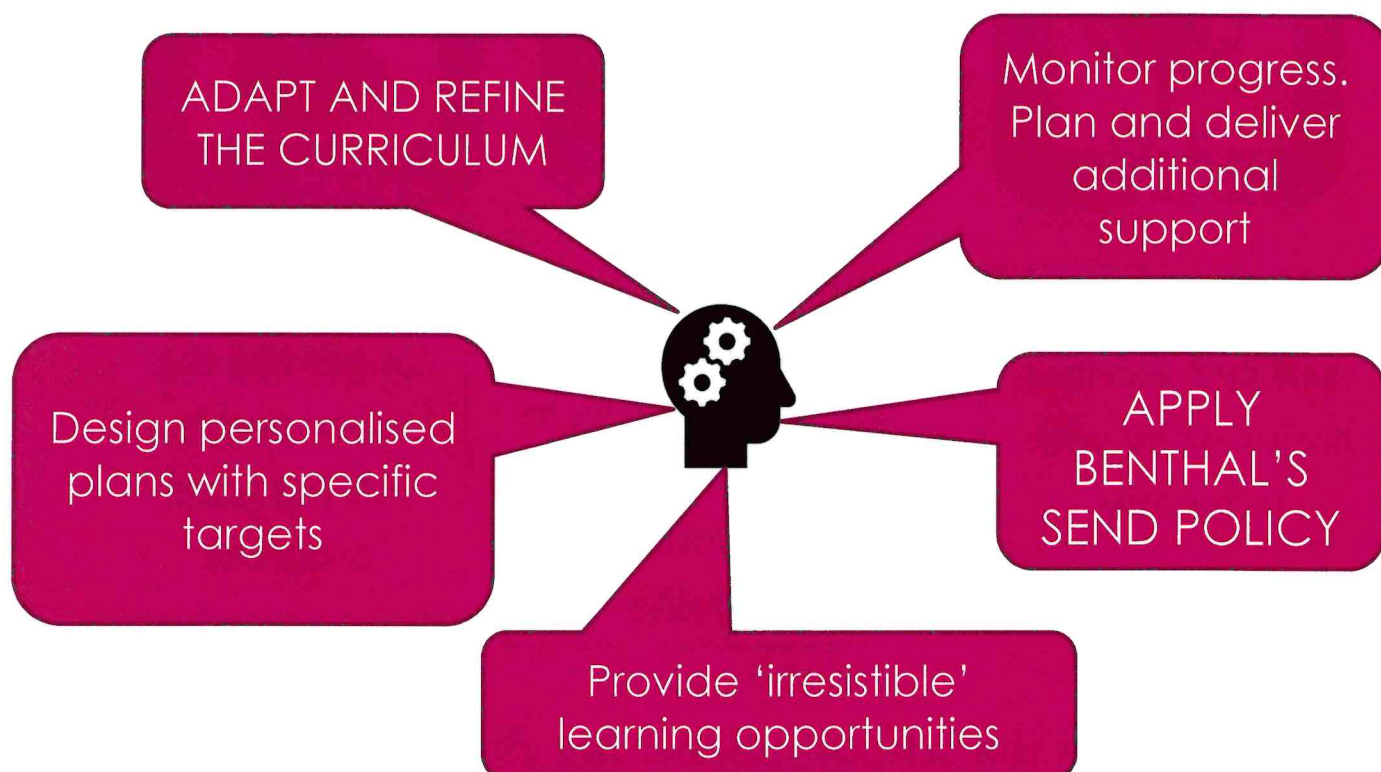 ADAPT AND REFINE
THE CURRICULUM
Monitor progress.
Plan and deliver
additional
support
Design personalised
plans with specific
targets
APPLY
BENTHAL'S
SEND POLICY
Provide ‘irresistible’
learning opportunities